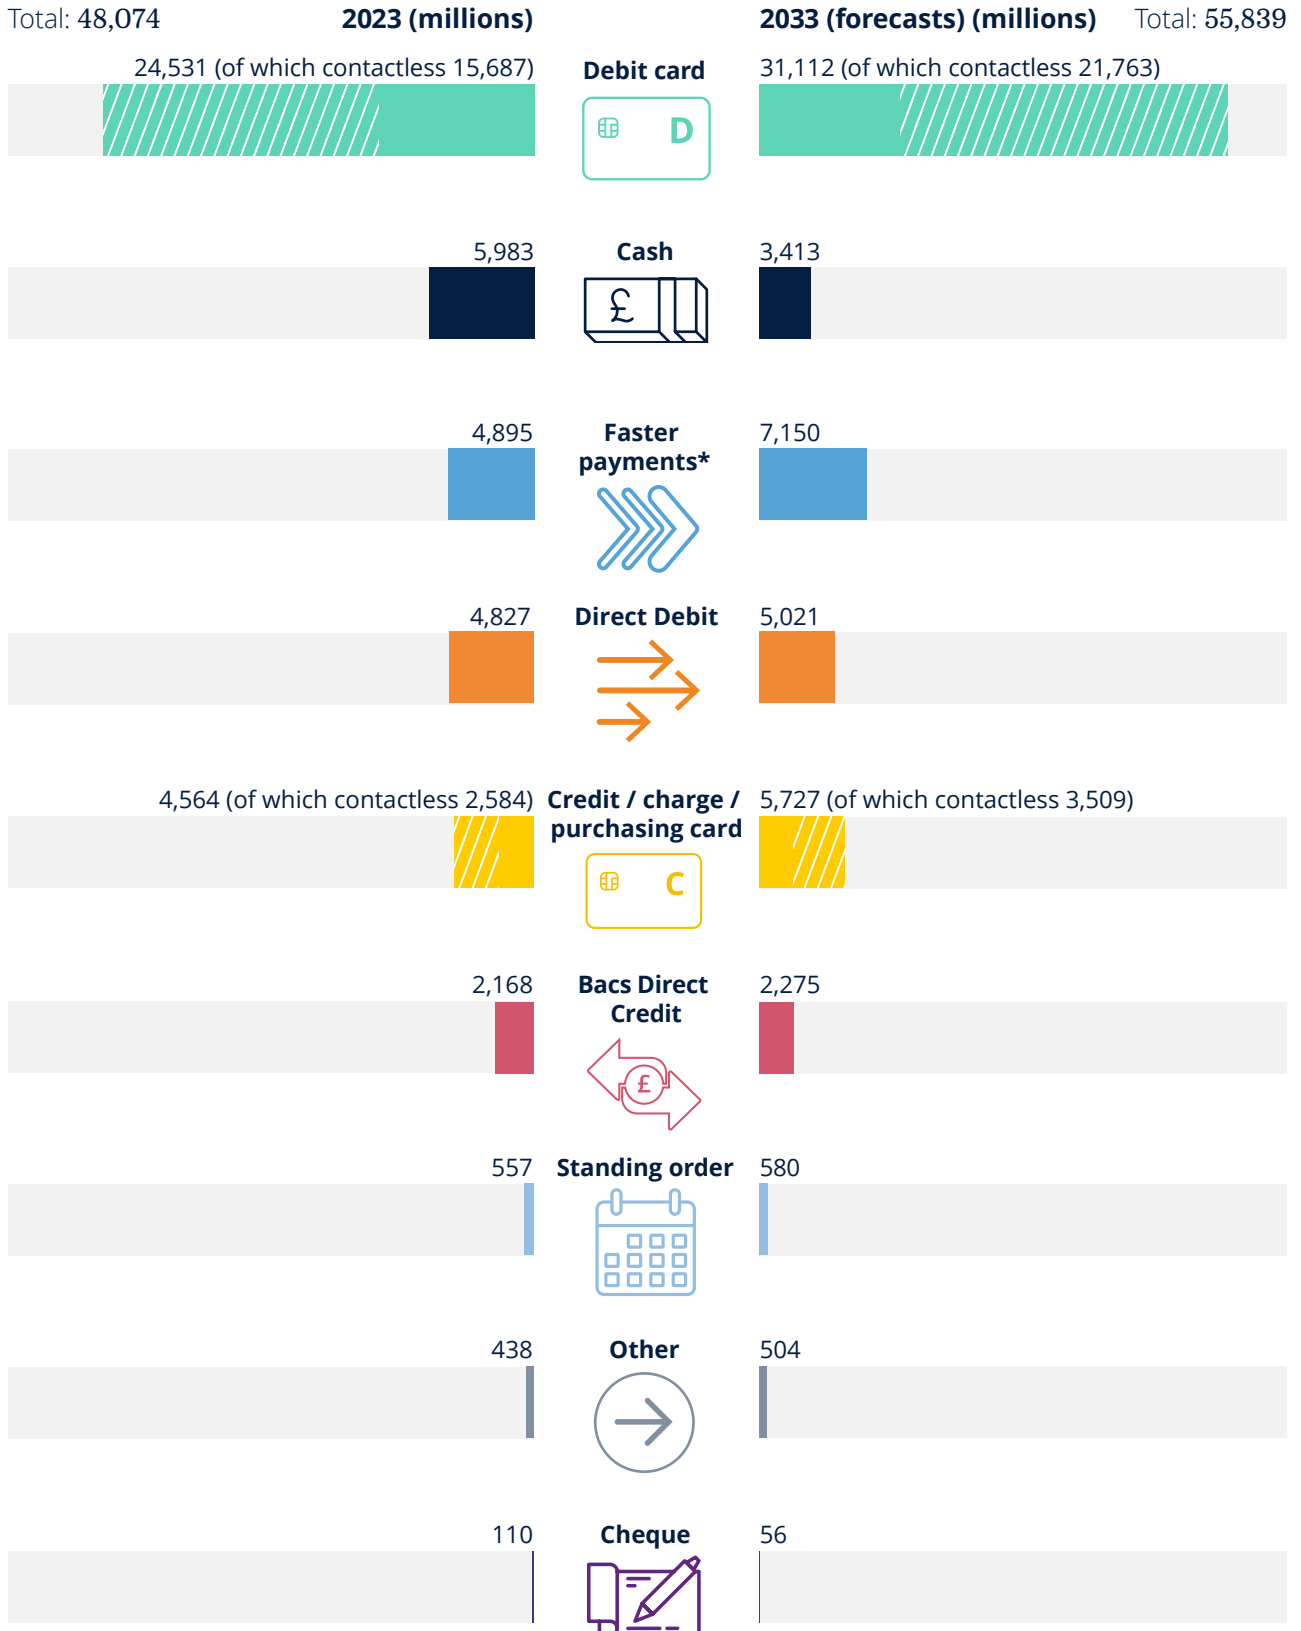 Total: 48,074 2023 (millions) 2033 (forecasts) (millions) Total: 55,839
24,531 (of which contactless 15,687) Debit card 31,112 (of which contactless 21,763)
D
5,983 Cash 3,413
£
4,895 Faster 7,150
payments*
4,827 Direct Debit 5,021
4,564 (of which contactless 2,584) Credit / charge / 5,727 (of which contactless 3,509)
purchasing card
C
2,168 Bacs Direct 2,275
Credit
£
557 Standing order 580
438 Other 504
110 Cheque 56